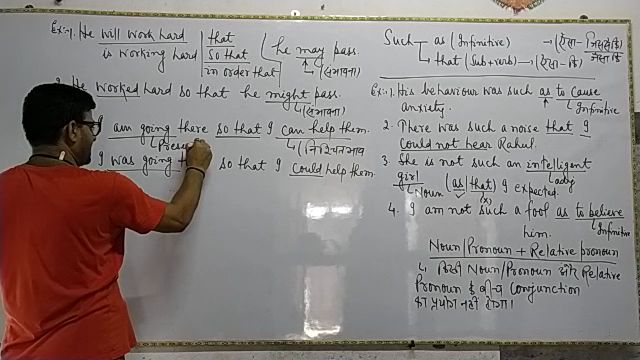 Ex:-1. He will work hard | that
is working hard | so that
in order that
he may pass.
(संभावना)
He worked hard so that he might pass.
(संभावना)
I am going there so that I can help them.
(निश्चितभाव
I was going so that I could help them.
Such as (Infinitive) → (ऐसा-
that (Sub+verb) → (ऐसा-कि)
Ex:-1. His behaviour was such as to cause
anxiety. Infinitive
2. There was such a noise that I
could not hear Rahul.
3. She is not such an intelligent
girl (as|that) I expected. lady
Noun (x)
4. I am not such a fool as to believe
him. Infinitive
Noun/Pronoun + Relative pronoun
किसी Noun/Pronoun और Relative
Pronoun के बीच Conjunction
का प्रयोग नहीं होगा।